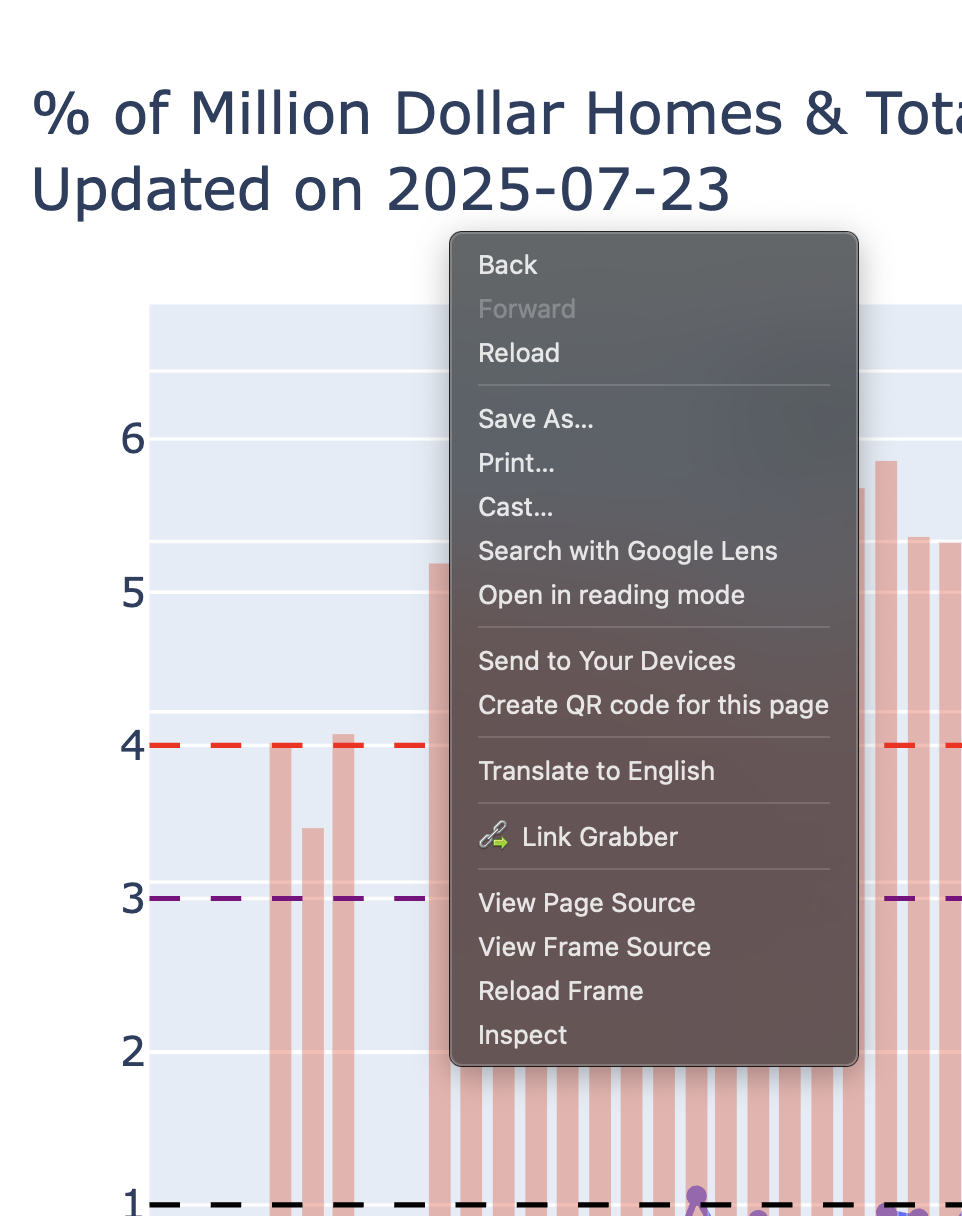 % of Million Dollar Homes & Tota
Updated on 2025-07-23
Back
Forward
Reload
Save As...
Print...
Cast...
Search with Google Lens
Open in reading mode
Send to Your Devices
Create QR code for this page
Translate to English
Link Grabber
View Page Source
View Frame Source
Reload Frame
Inspect
6
5
4
3
2
1